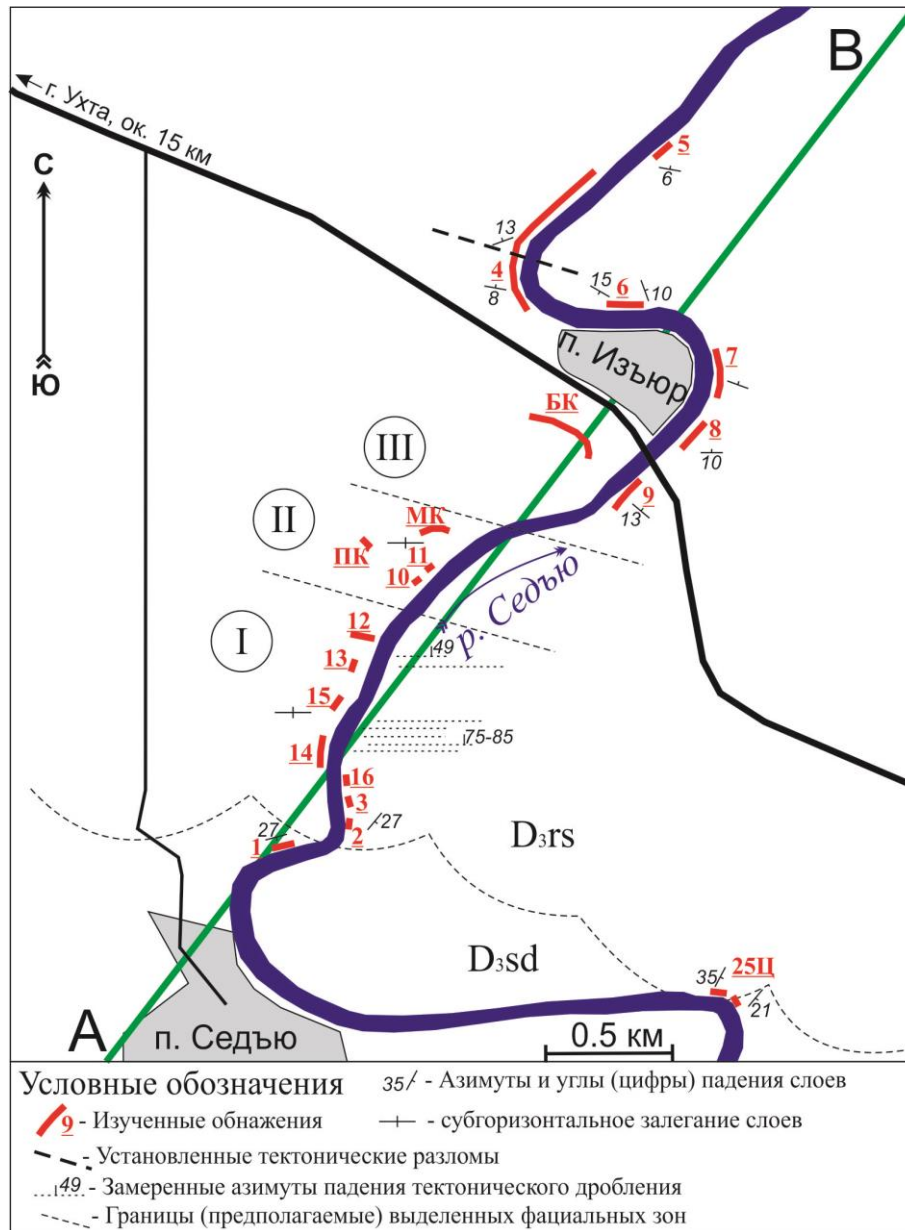 B
г. Ухта, ок. 15 км
С
Ю
5
6
13
4
8
15
6
10
п. Изъюр
7
БК
8
10
III
9
13
II
МК
ПК
11
10
I
12
р. Седъю
49
13
15
75-85
14
16
3
27
2
27
1
D₃rs
D₃sd
35
25Ц
21
A
п. Седъю
0.5 км
Условные обозначения
35 - Азимуты и углы (цифры) падения слоев
9 - Изученные обнажения
- субгоризонтальное залегание слоев
- Установленные тектонические разломы
49 - Замеренные азимуты падения тектонического дробления
- Границы (предполагаемые) выделенных фациальных зон